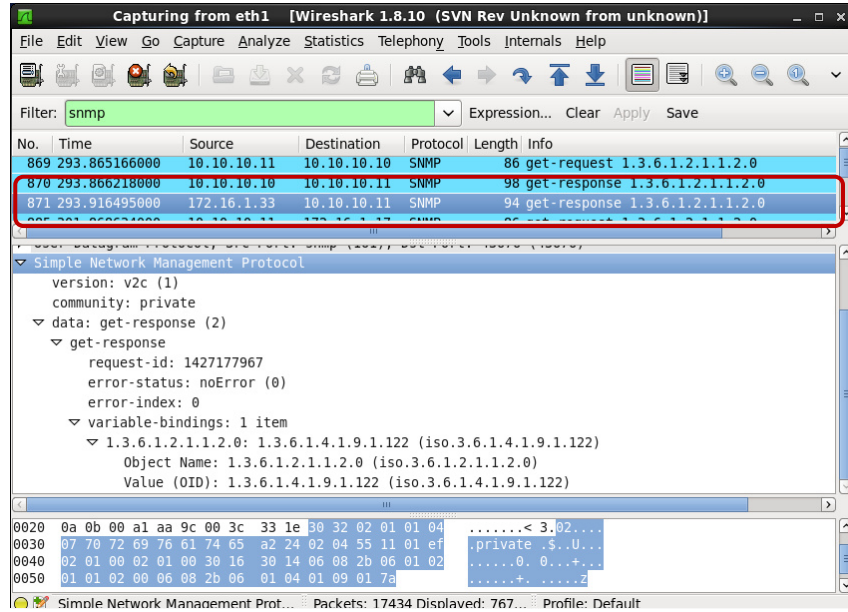 Capturing from eth1 [Wireshark 1.8.10 (SVN Rev Unknown from unknown)]
File Edit View Go Capture Analyze Statistics Telephony Tools Internals Help
Filter: snmp Expression... Clear Apply Save
No. Time Source Destination Protocol Length Info
869 293.865166000 10.10.10.11 10.10.10.10 SNMP 86 get-request 1.3.6.1.2.1.1.2.0
870 293.866218000 10.10.10.10 10.10.10.11 SNMP 98 get-response 1.3.6.1.2.1.1.2.0
871 293.916495000 172.16.1.33 10.10.10.11 SNMP 94 get-response 1.3.6.1.2.1.1.2.0
Simple Network Management Protocol
version: v2c (1)
community: private
data: get-response (2)
get-response
request-id: 1427177967
error-status: noError (0)
error-index: 0
variable-bindings: 1 item
1.3.6.1.2.1.1.2.0: 1.3.6.1.4.1.9.1.122 (iso.3.6.1.4.1.9.1.122)
Object Name: 1.3.6.1.2.1.1.2.0 (iso.3.6.1.2.1.1.2.0)
Value (OID): 1.3.6.1.4.1.9.1.122 (iso.3.6.1.4.1.9.1.122)
0020 0a 0b 00 a1 aa 9c 00 3c 33 1e 30 32 02 01 01 04 .......< 3.02....
0030 07 70 72 69 76 61 74 65 a2 24 02 04 55 11 01 ef .private .$..U...
0040 02 01 00 02 01 00 30 16 30 14 06 08 2b 06 01 02 ......0. 0...+...
0050 01 01 02 00 06 08 2b 06 01 04 01 09 01 7a ......+. .....z
Simple Network Management Prot... Packets: 17434 Displayed: 767... Profile: Default